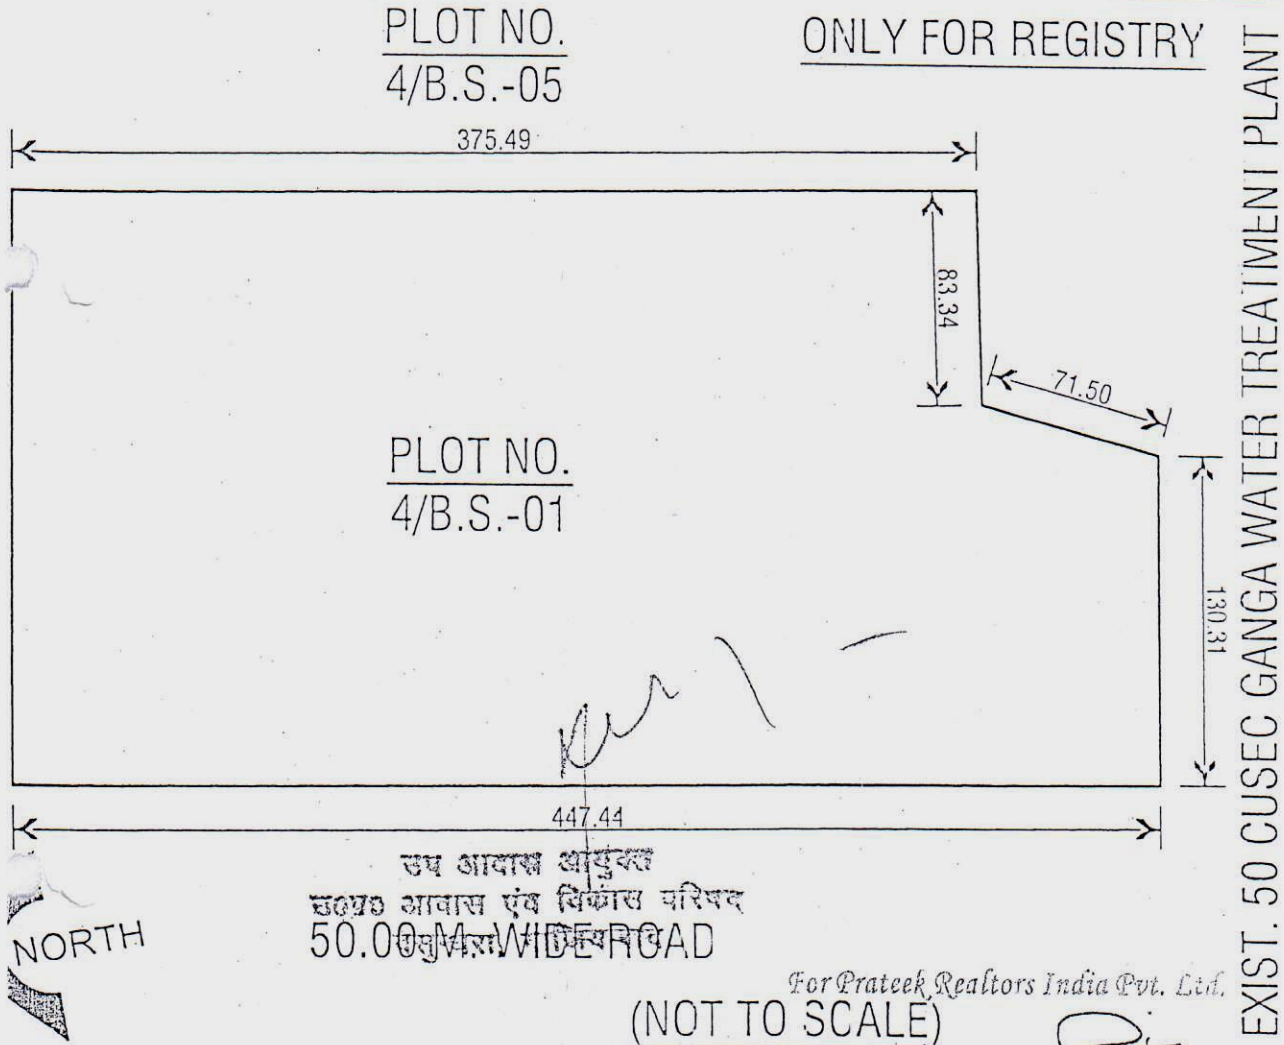 PLOT NO.
4/B.S.-05
ONLY FOR REGISTRY
375.49
83.34
71.50
PLOT NO.
4/B.S.-01
130.31
EXIST. 50 CUSEC GANGA WATER TREATMENT PLANT
447.44
उप आवास आयुक्त
उ०प्र० आवास एंव विकास परिषद
50.00 M. WIDE ROAD
NORTH
For Prateek Realtors India Pvt. Ltd.
(NOT TO SCALE)